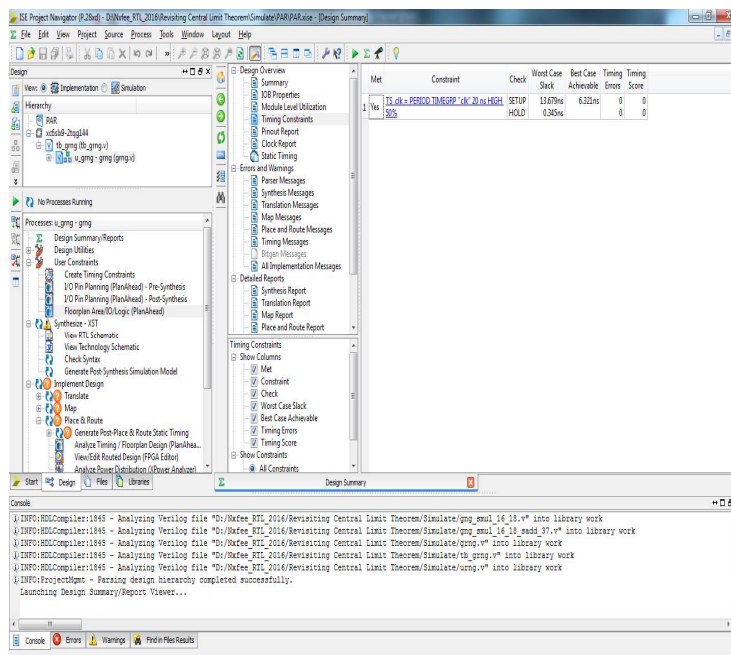 ISE Project Navigator (P.28xd) - D:\Nxfee_RTL_2016\Revisiting Central Limit Theorem\Simulate\PAR\PAR.xise - [Design Summary]
File Edit View Project Source Process Tools Window Layout Help
Design
View: Implementation Simulation
Hierarchy
PAR
xc6slx9-2tqg144
tb_grng (tb_grng.v)
u_grng - grng (grng.v)
No Processes Running
Processes: u_grng - grng
Design Summary/Reports
Design Utilities
User Constraints
Create Timing Constraints
I/O Pin Planning (PlanAhead) - Pre-Synthesis
I/O Pin Planning (PlanAhead) - Post-Synthesis
Floorplan Area/IO/Logic (PlanAhead)
Synthesize - XST
View RTL Schematic
View Technology Schematic
Check Syntax
Generate Post-Synthesis Simulation Model
Implement Design
Translate
Map
Place & Route
Generate Post-Place & Route Static Timing
Analyze Timing / Floorplan Design (PlanAhea...
View/Edit Routed Design (FPGA Editor)
Analyze Power Distribution (XPower Analyzer)
Start Design Files Libraries
Design Overview
Summary
IOB Properties
Module Level Utilization
Timing Constraints
Pinout Report
Clock Report
Static Timing
Errors and Warnings
Parser Messages
Synthesis Messages
Translation Messages
Map Messages
Place and Route Messages
Timing Messages
Bitgen Messages
All Implementation Messages
Detailed Reports
Synthesis Report
Translation Report
Map Report
Place and Route Report
Timing Constraints
Show Columns
Met
Constraint
Check
Worst Case Slack
Best Case Achievable
Timing Errors
Timing Score
Show Constraints
All Constraints
Met Constraint Check Worst Case Slack Best Case Achievable Timing Errors Timing Score
1 Yes TS_clk = PERIOD TIMEGRP "clk" 20 ns HIGH SETUP 13.679ns 6.321ns 0 0
50% HOLD 0.345ns 0 0
Design Summary
Console
INFO:HDLCompiler:1845 - Analyzing Verilog file "D:/Nxfee_RTL_2016/Revisiting Central Limit Theorem/Simulate/gng_smul_16_18.v" into library work
INFO:HDLCompiler:1845 - Analyzing Verilog file "D:/Nxfee_RTL_2016/Revisiting Central Limit Theorem/Simulate/gng_smul_16_18_sadd_37.v" into library work
INFO:HDLCompiler:1845 - Analyzing Verilog file "D:/Nxfee_RTL_2016/Revisiting Central Limit Theorem/Simulate/grng.v" into library work
INFO:HDLCompiler:1845 - Analyzing Verilog file "D:/Nxfee_RTL_2016/Revisiting Central Limit Theorem/Simulate/tb_grng.v" into library work
INFO:HDLCompiler:1845 - Analyzing Verilog file "D:/Nxfee_RTL_2016/Revisiting Central Limit Theorem/Simulate/urng.v" into library work
INFO:ProjectMgmt - Parsing design hierarchy completed successfully.
Launching Design Summary/Report Viewer...
Console Errors Warnings Find in Files Results